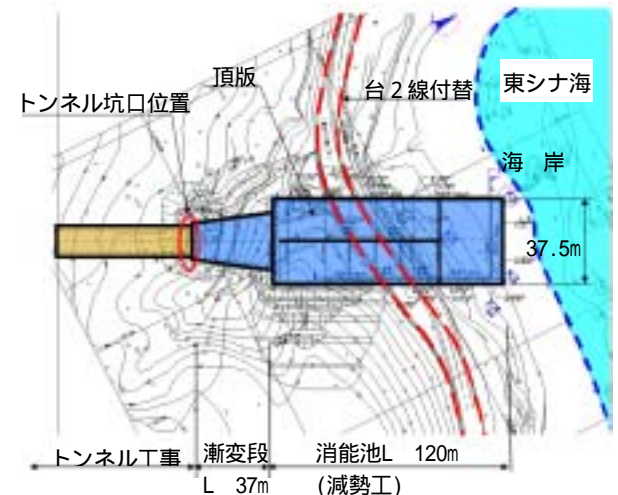 頂版
台２線付替
東シナ海
トンネル坑口位置
海　岸
37.5m
トンネル工事
漸変段
L　37m
消能池L　120m
(減勢工)